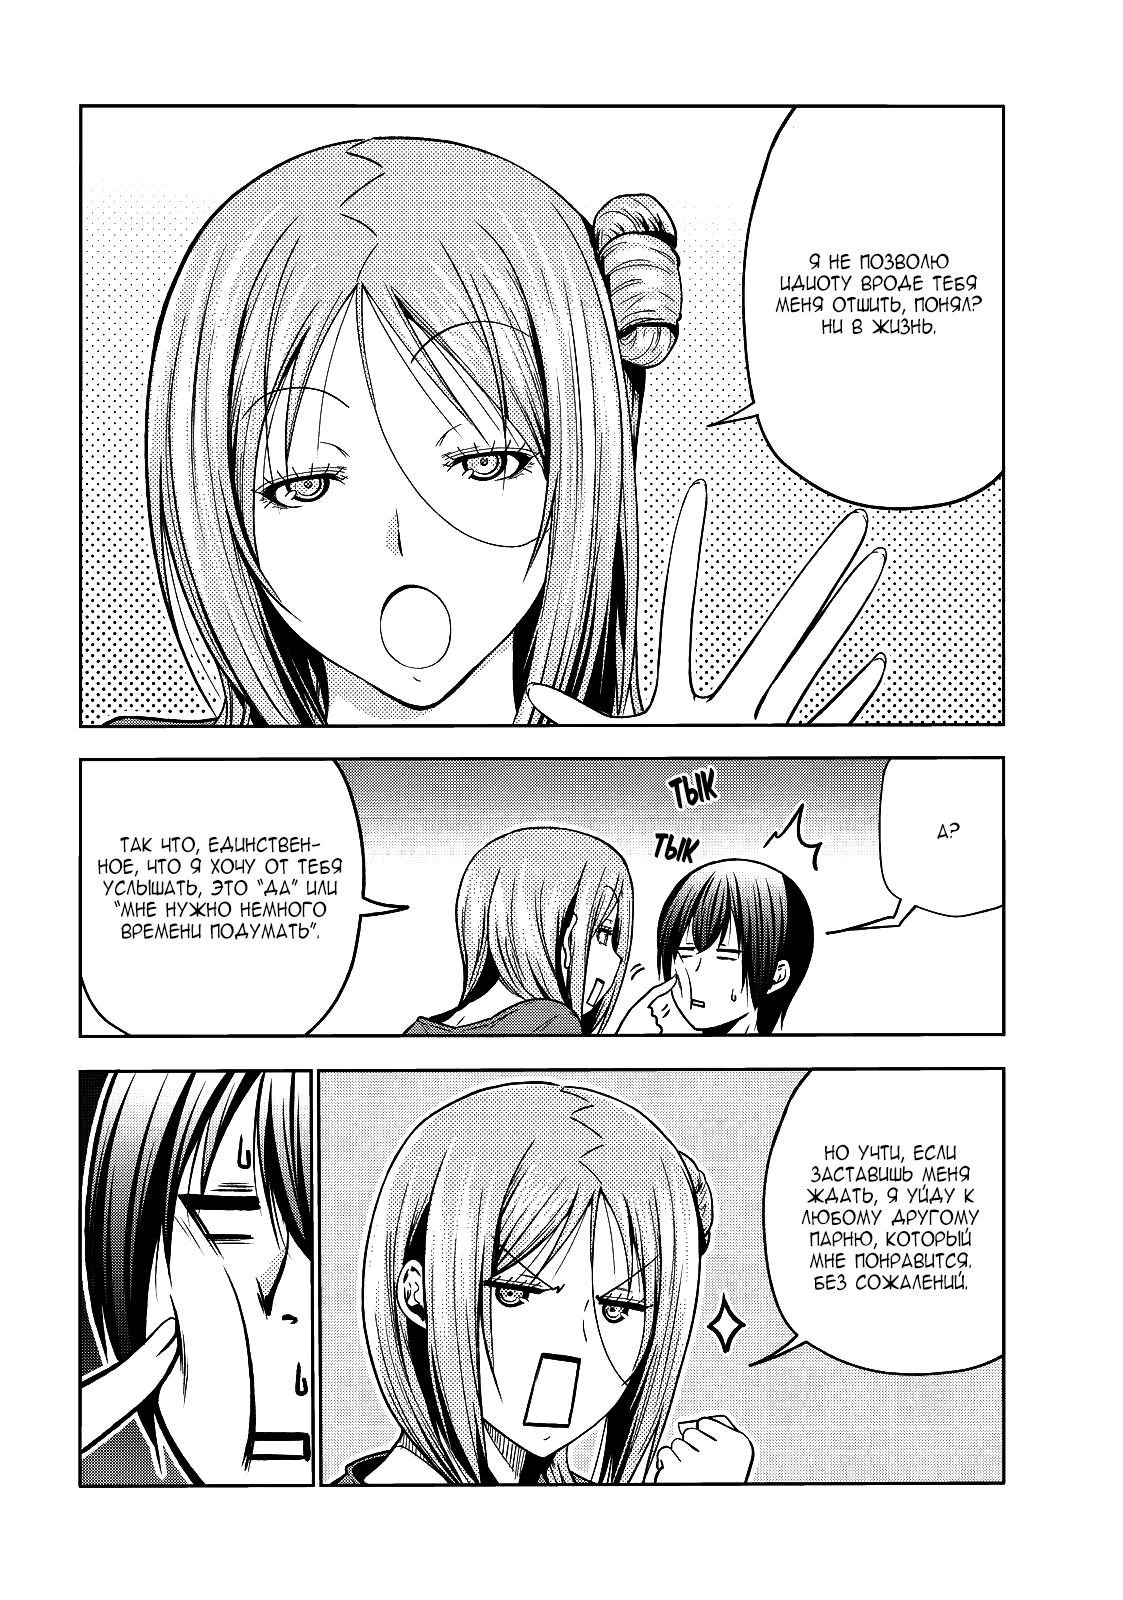 Я НЕ ПОЗВОЛЮ
ИДИОТУ ВРОДЕ ТЕБЯ
МЕНЯ ОТШИТЬ, ПОНЯЛ?
НИ В ЖИЗНЬ.
ТЫК
ТЫК
А?
ТАК ЧТО, ЕДИНСТВЕН-
НОЕ, ЧТО Я ХОЧУ ОТ ТЕБЯ
УСЛЫШАТЬ, ЭТО "ДА" ИЛИ
"МНЕ НУЖНО НЕМНОГО
ВРЕМЕНИ ПОДУМАТЬ".
НО УЧТИ, ЕСЛИ
ЗАСТАВИШЬ МЕНЯ
ЖДАТЬ, Я УЙДУ К
ЛЮБОМУ ДРУГОМУ
ПАРНЮ, КОТОРЫЙ
МНЕ ПОНРАВИТСЯ.
БЕЗ СОЖАЛЕНИЙ.